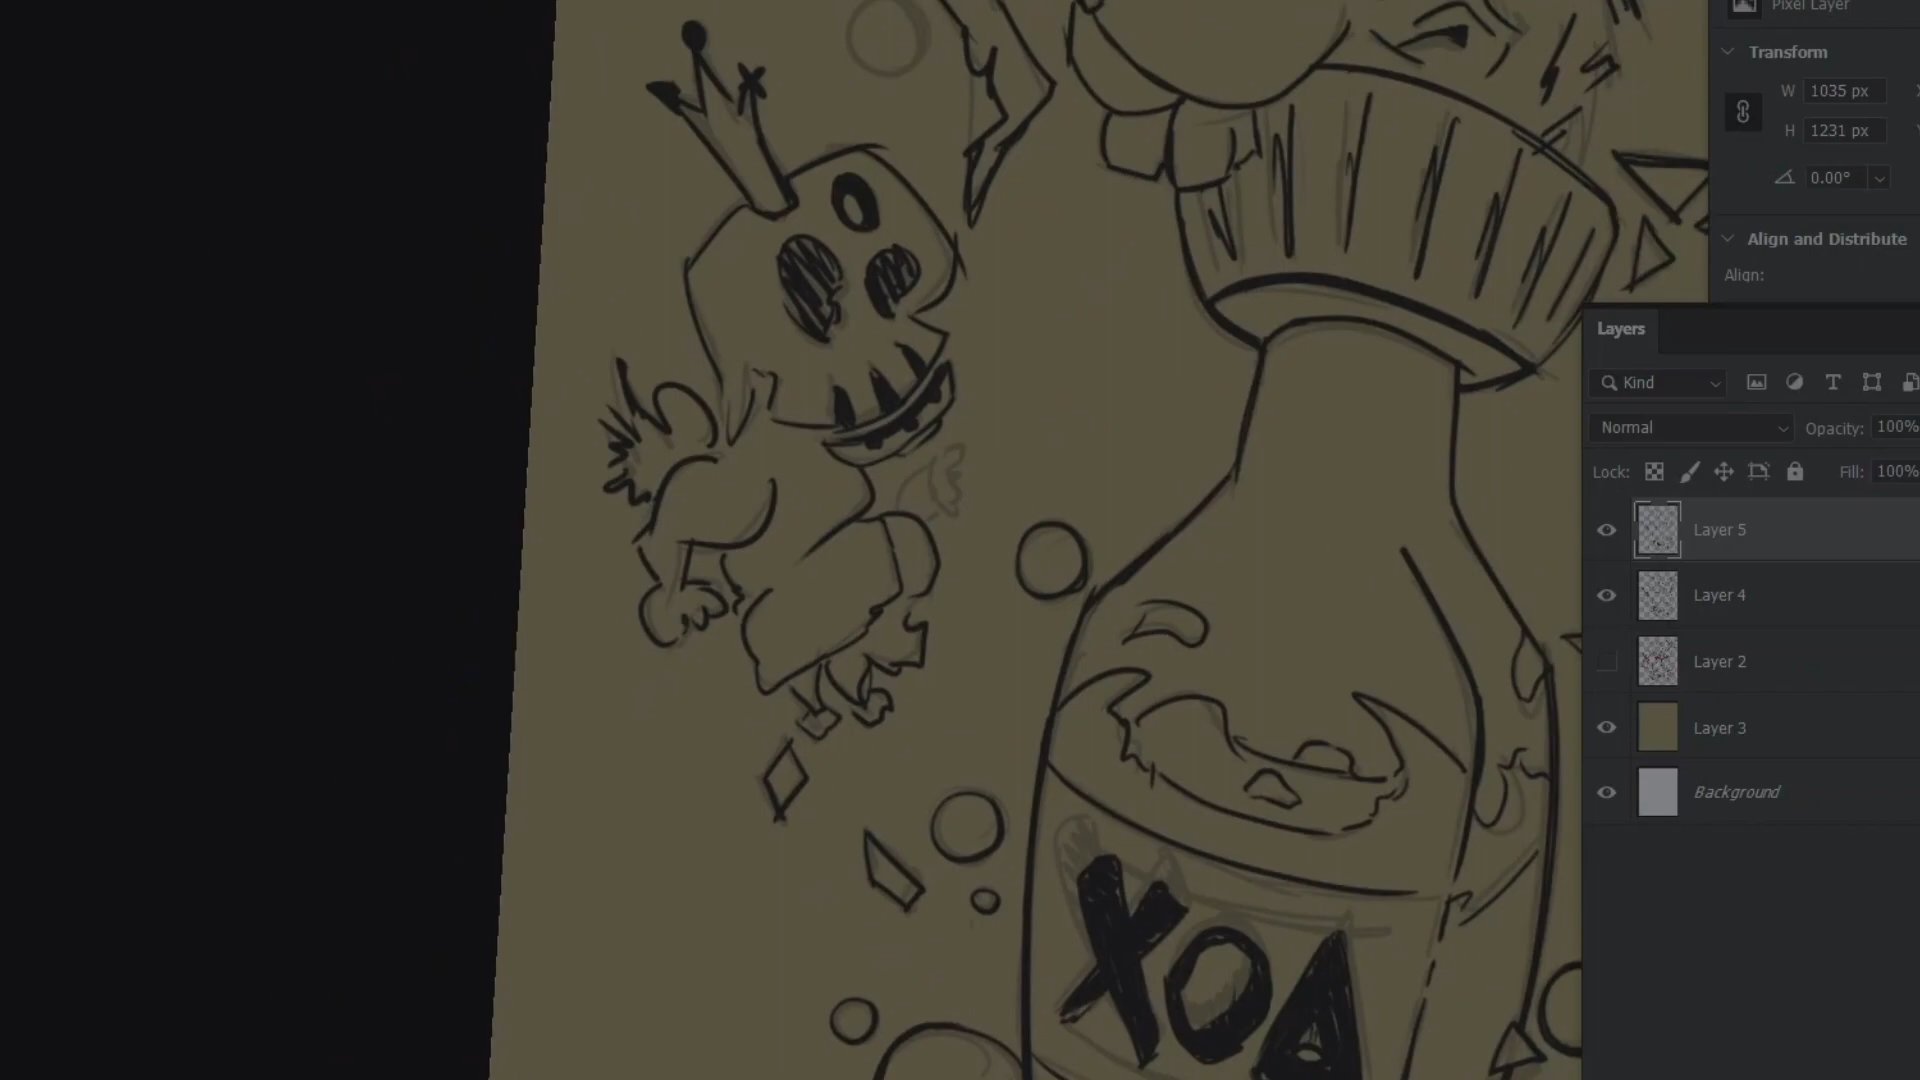 Pixel Layer
Transform
W 1035 px
H 1231 px
0.00°
Align and Distribute
Align:
Layers
Kind
Normal
Opacity: 100%
Lock:
Fill: 100%
Layer 5
Layer 4
Layer 2
Layer 3
Background
XOA